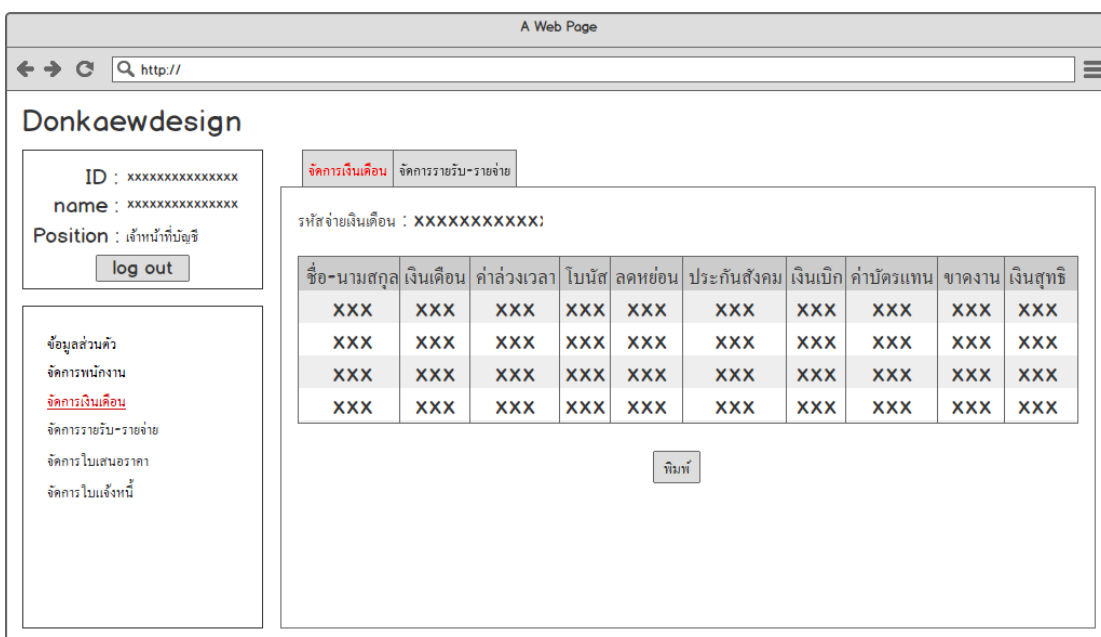 A Web Page
http://
Donkaewdesign
ID : xxxxxxxxxxxxxxx
name : xxxxxxxxxxxxxxx
Position : เจ้าหน้าที่บัญชี
log out
ข้อมูลส่วนตัว
จัดการพนักงาน
จัดการเงินเดือน
จัดการรายรับ-รายจ่าย
จัดการใบเสนอราคา
จัดการใบแจ้งหนี้
จัดการเงินเดือน จัดการรายรับ-รายจ่าย
รหัสจ่ายเงินเดือน : xxxxxxxxxxx
ชื่อ-นามสกุล เงินเดือน ค่าล่วงเวลา โบนัส ลดหย่อน ประกันสังคม เงินเบิก ค่าบัตรแทน ขาดงาน เงินสุทธิ
xxx xxx xxx xxx xxx xxx xxx xxx xxx xxx
xxx xxx xxx xxx xxx xxx xxx xxx xxx xxx
xxx xxx xxx xxx xxx xxx xxx xxx xxx xxx
xxx xxx xxx xxx xxx xxx xxx xxx xxx xxx
พิมพ์